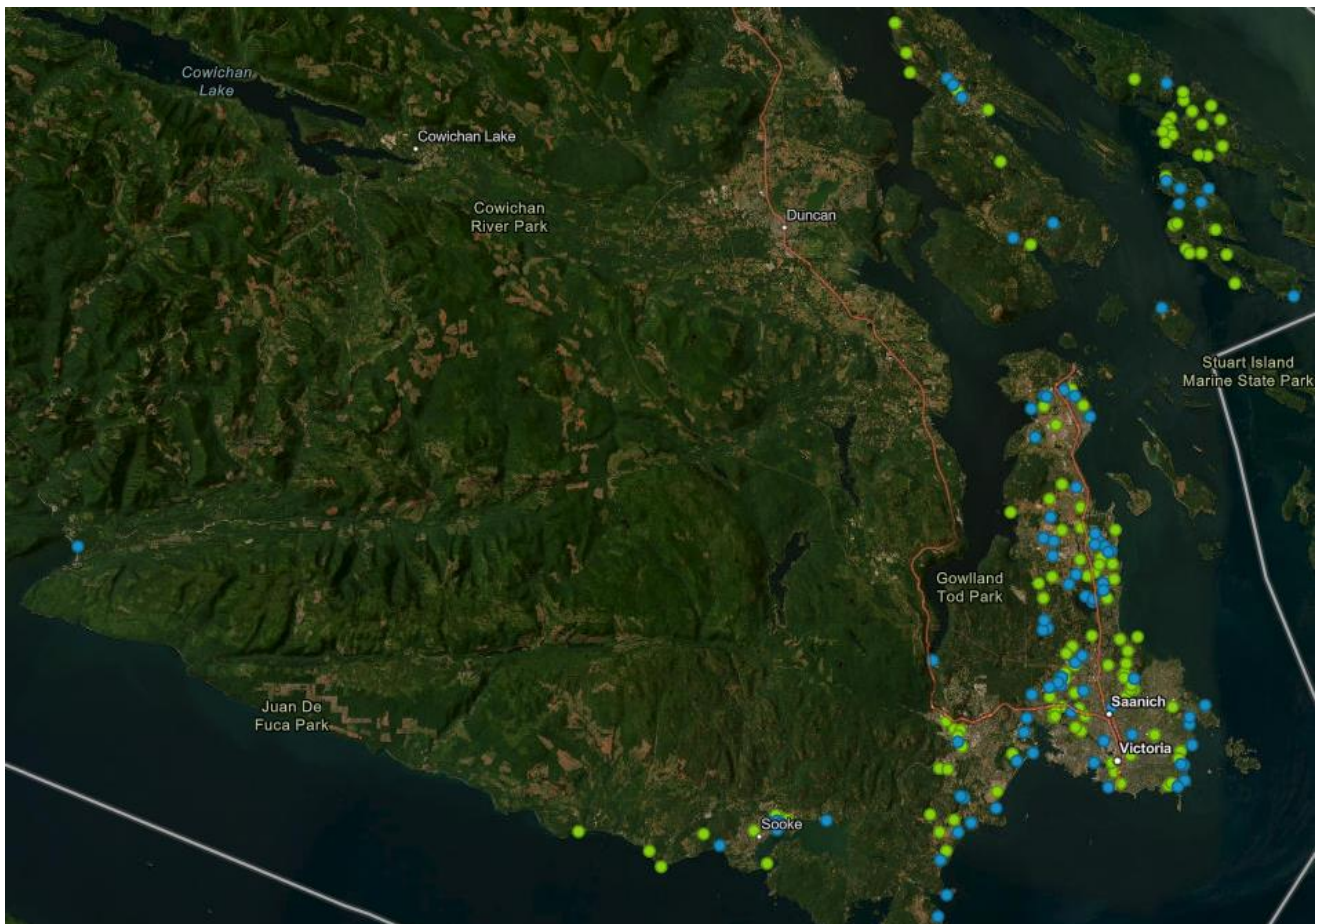 Cowichan
Lake
Cowichan Lake
Cowichan
River Park
Duncan
Stuart Island
Marine State Park
Gowlland
Tod Park
Juan De
Fuca Park
Saanich
Victoria
Sooke